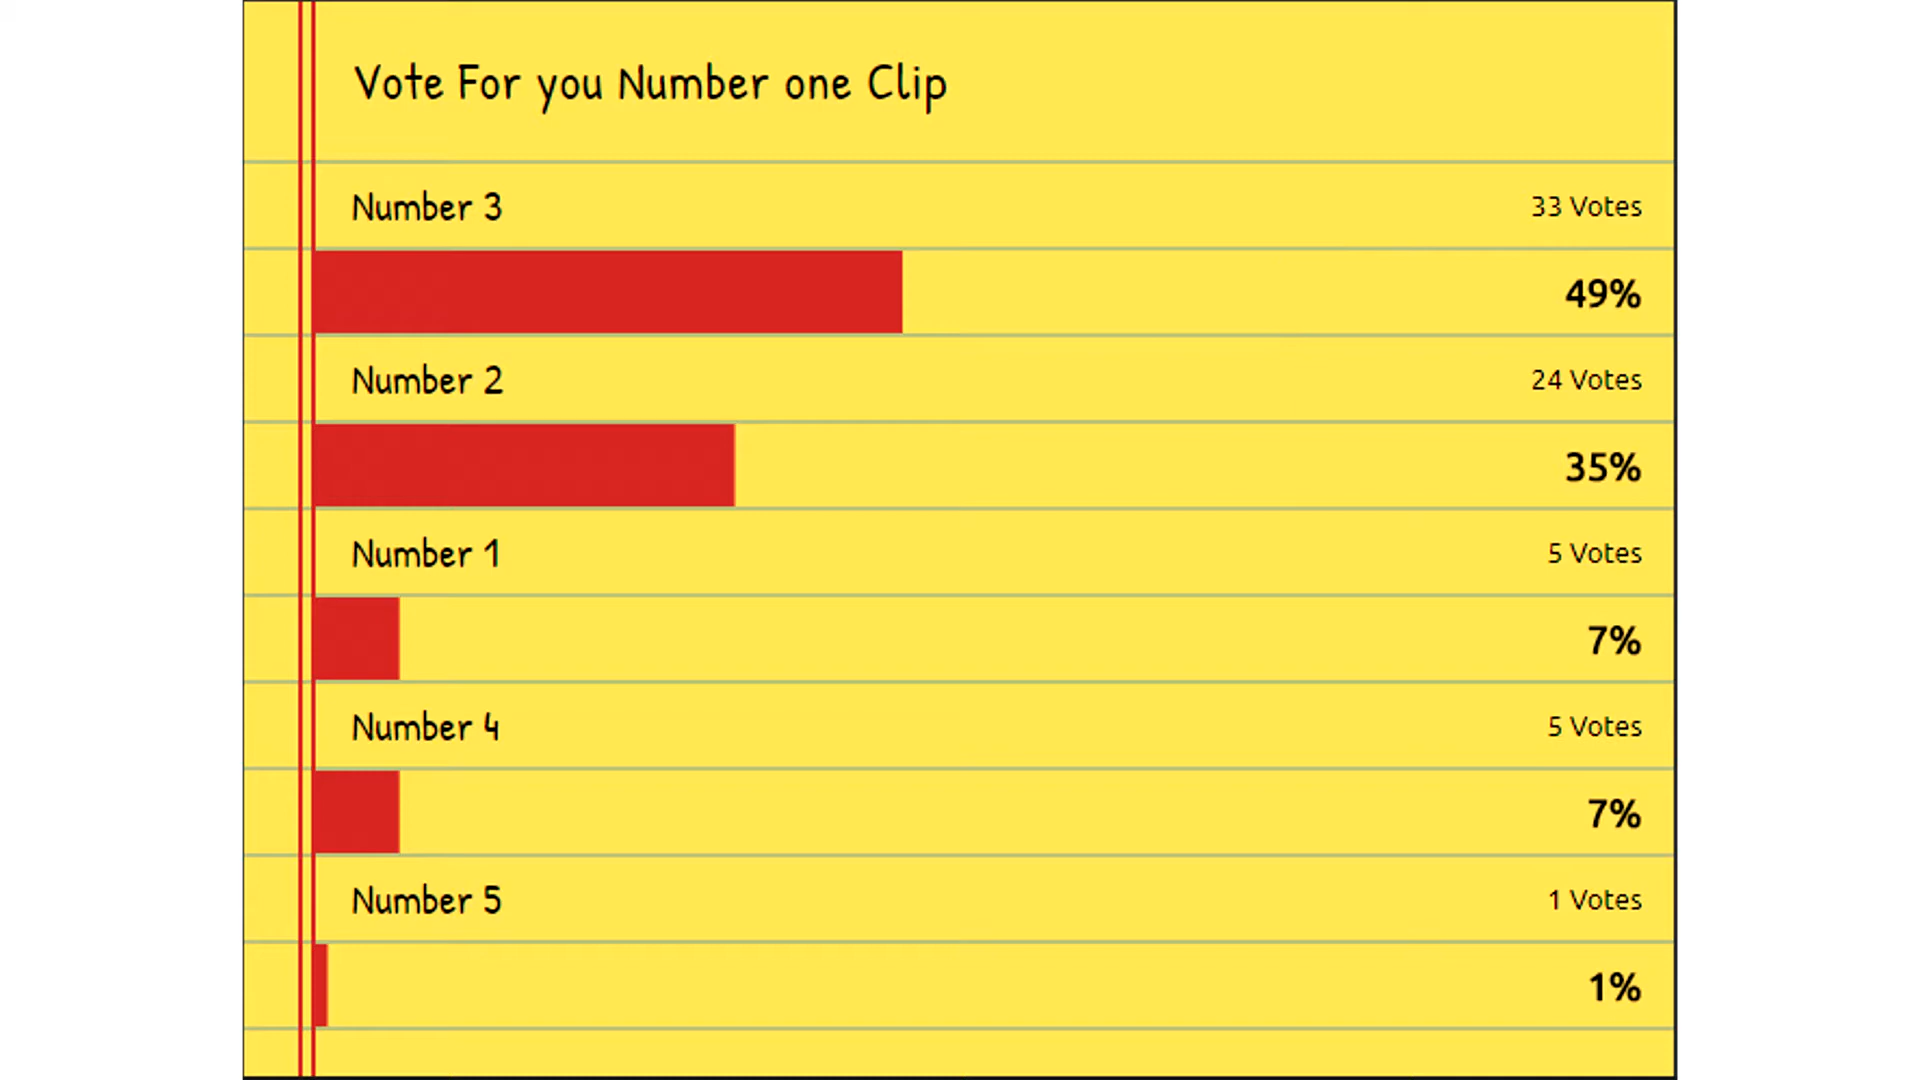 Vote For you Number one Clip
Number 3 33 Votes
49%
Number 2 24 Votes
35%
Number 1 5 Votes
7%
Number 4 5 Votes
7%
Number 5 1 Votes
1%